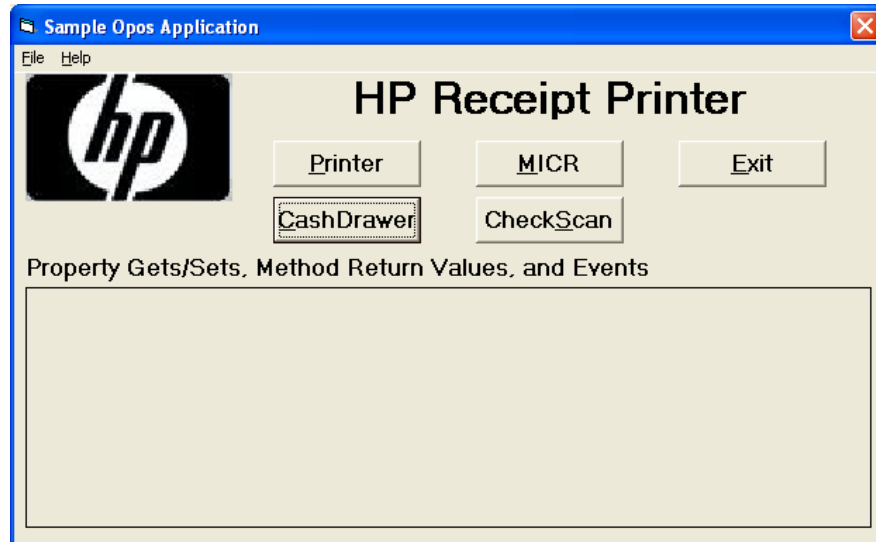 Sample Opos Application
File Help
hp
HP Receipt Printer
Printer MICR Exit
CashDrawer CheckScan
Property Gets/Sets, Method Return Values, and Events